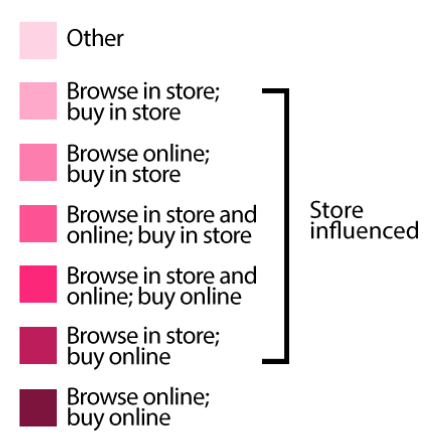 Other
Browse in store;
buy in store
Browse online;
buy in store
Browse in store and
online; buy in store
Browse in store and
online; buy online
Browse in store;
buy online
Browse online;
buy online
Store
influenced